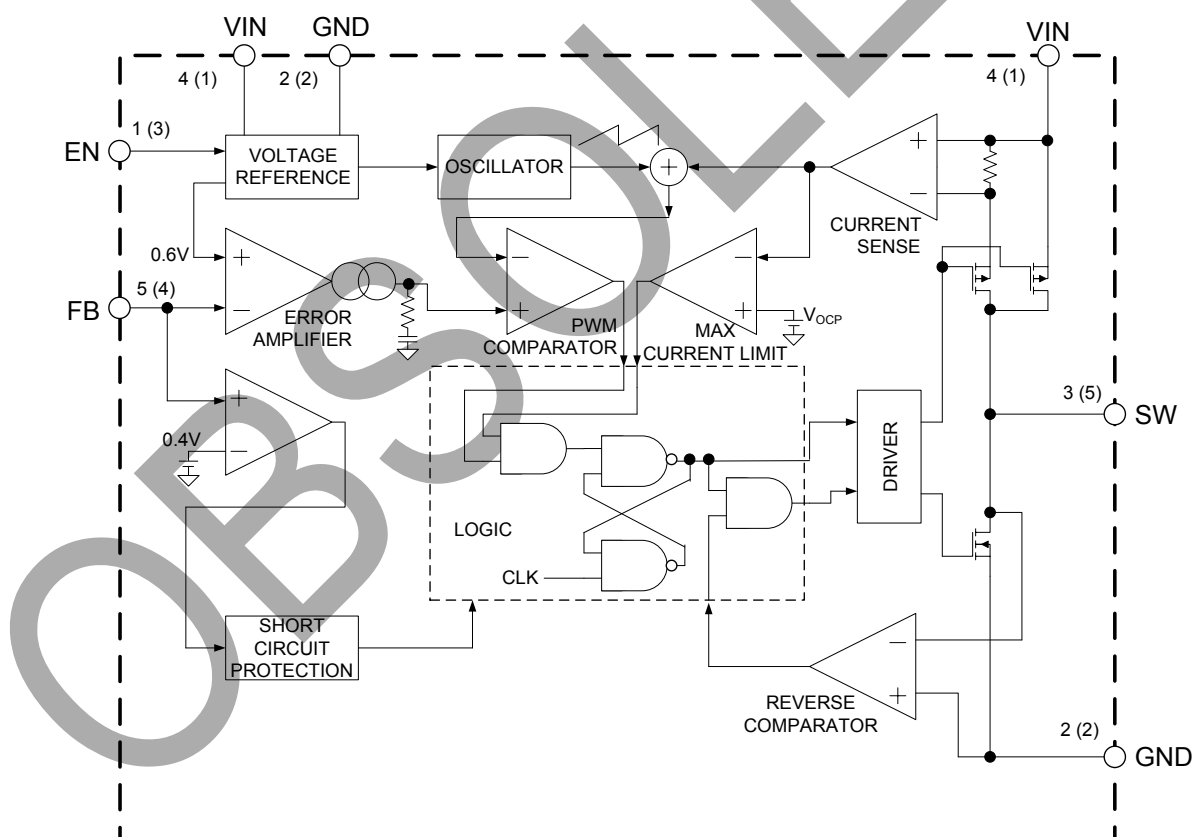 VIN
GND
VIN
4 (1)
2 (2)
4 (1)
1 (3)
EN
VOLTAGE
REFERENCE
OSCILLATOR
+
+
−
CURRENT
SENSE
0.6V
+
−
ERROR
AMPLIFIER
5 (4)
FB
−
+
PWM
COMPARATOR
−
+
MAX
CURRENT LIMIT
VOCP
+
−
0.4V
3 (5)
SW
DRIVER
LOGIC
CLK
SHORT
CIRCUIT
PROTECTION
−
+
REVERSE
COMPARATOR
2 (2)
GND
OBSOLE